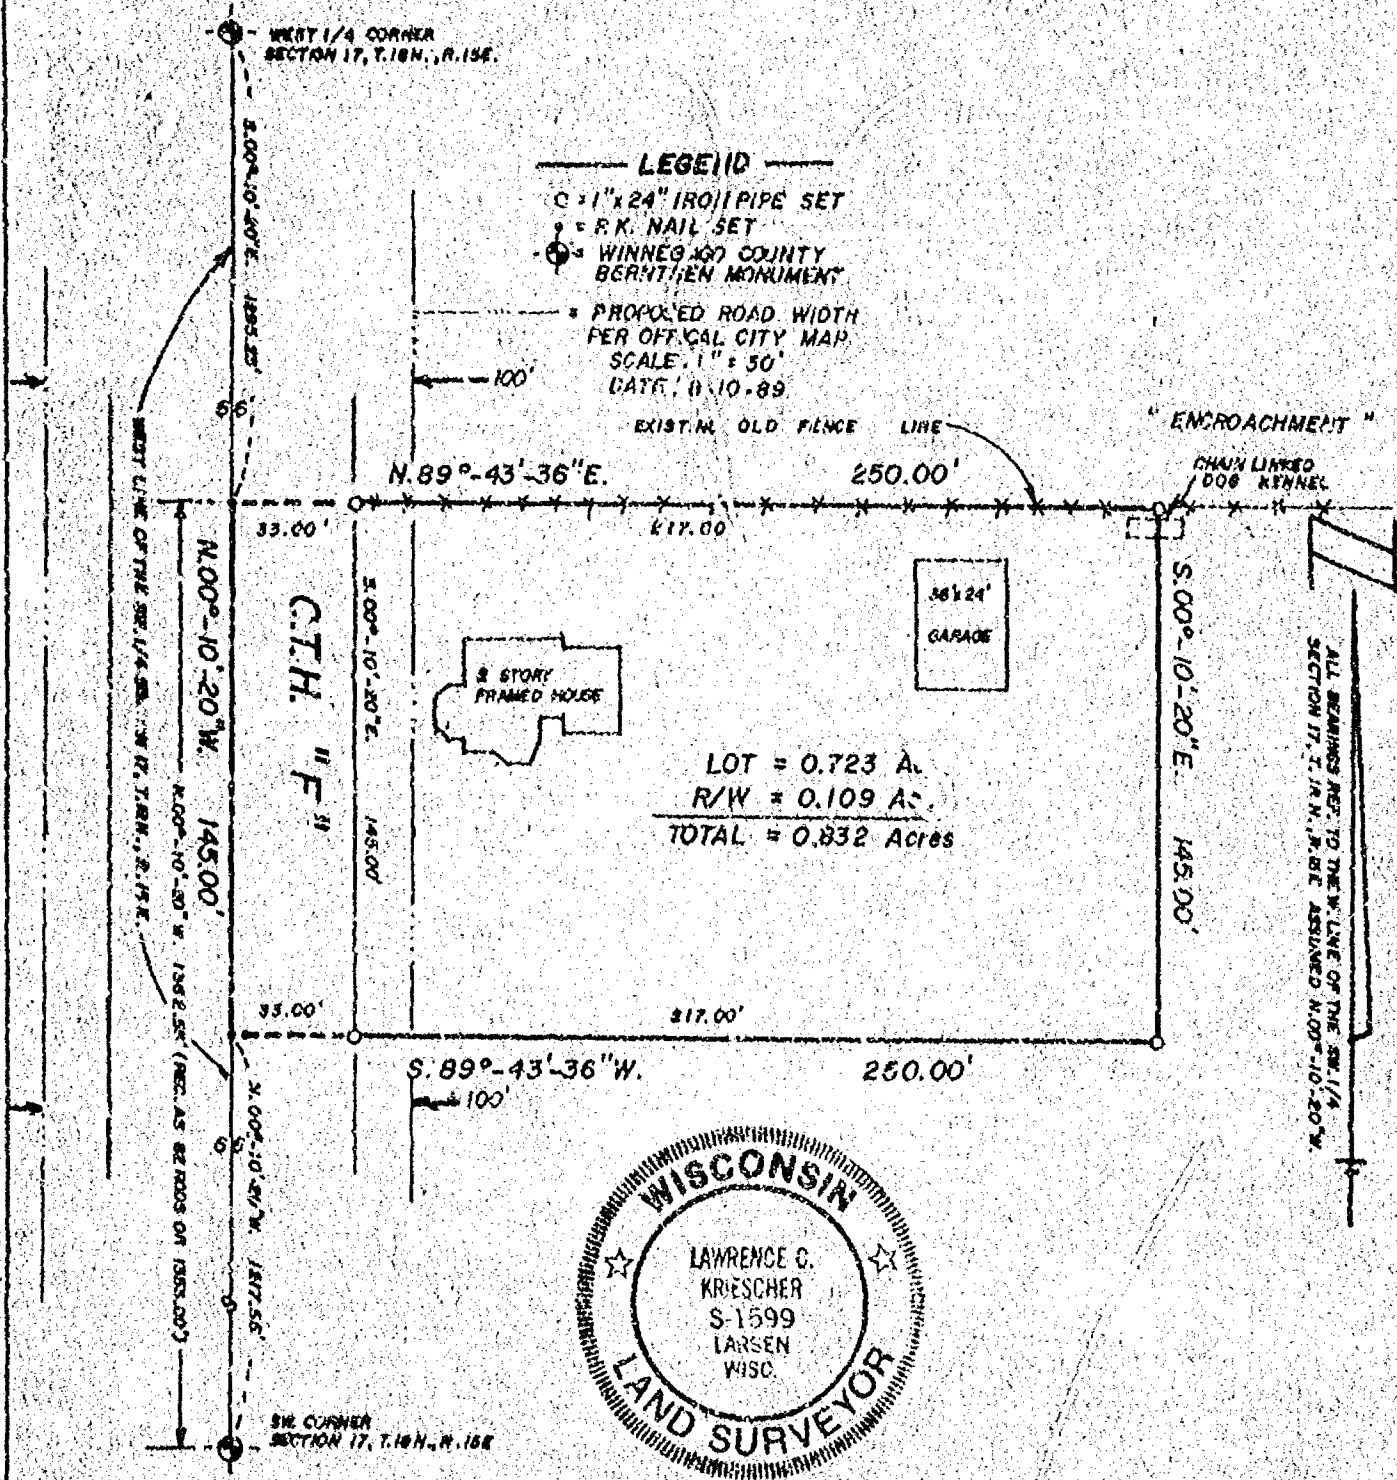 WEST 1/4 CORNER
SECTION 17, T.18N., R.15E.
LEGEND
= 1" x 24" IRON PIPE SET
= P.K. NAIL SET
= WINNEBAGO COUNTY
BERNTSEN MONUMENT
= PROPOSED ROAD WIDTH
PER OFFICAL CITY MAP
SCALE: 1" = 50'
100'
EXISTING OLD FENCE LINE
"ENCROACHMENT"
CHAIN LINKED
DOG KENNEL
66
N.89°-43'-36"E. 250.00'
33.00'
217.00
N.00°-10'-20"W. 145.00'
C.T.H. "F"
S.00°-10'-20"E. 145.00'
2 STORY
FRAMED HOUSE
36'x24'
GARAGE
S.00°-10'-20"E. 145.00'
LOT = 0.723 Ac.
R/W = 0.109 Ac.
TOTAL = 0.832 Acres
ALL BEARINGS REF. TO THE W. LINE OF THE SW.1/4
SECTION 17, T.18N., R.15E ASSUMED N.00°-10'-20"W.
33.00'
217.00'
S.89°-43'-36"W. 250.00'
100'
66
WISCONSIN
LAWRENCE C.
KRIESCHER
S-1599
LARSEN
WISC.
LAND SURVEYOR
SW. CORNER
SECTION 17, T.18N., R.15E